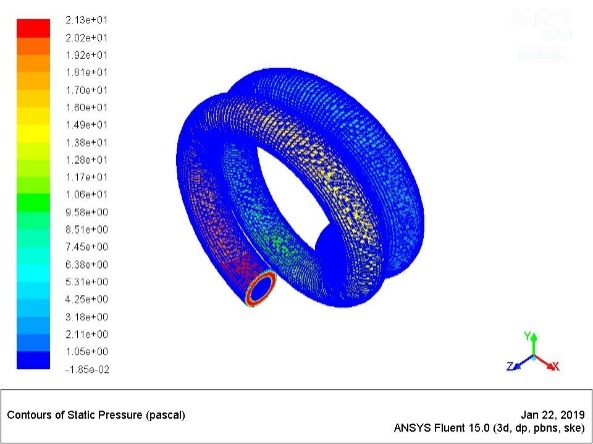 ANSYS
R15.0
Academic
2.13e+01
2.02e+01
1.92e+01
1.81e+01
1.70e+01
1.60e+01
1.49e+01
1.38e+01
1.28e+01
1.17e+01
1.06e+01
9.58e+00
8.51e+00
7.45e+00
6.38e+00
5.31e+00
4.25e+00
3.18e+00
2.11e+00
1.05e+00
-1.85e-02
Y
Z
X
Contours of Static Pressure (pascal)
Jan 22, 2019
ANSYS Fluent 15.0 (3d, dp, pbns, ske)